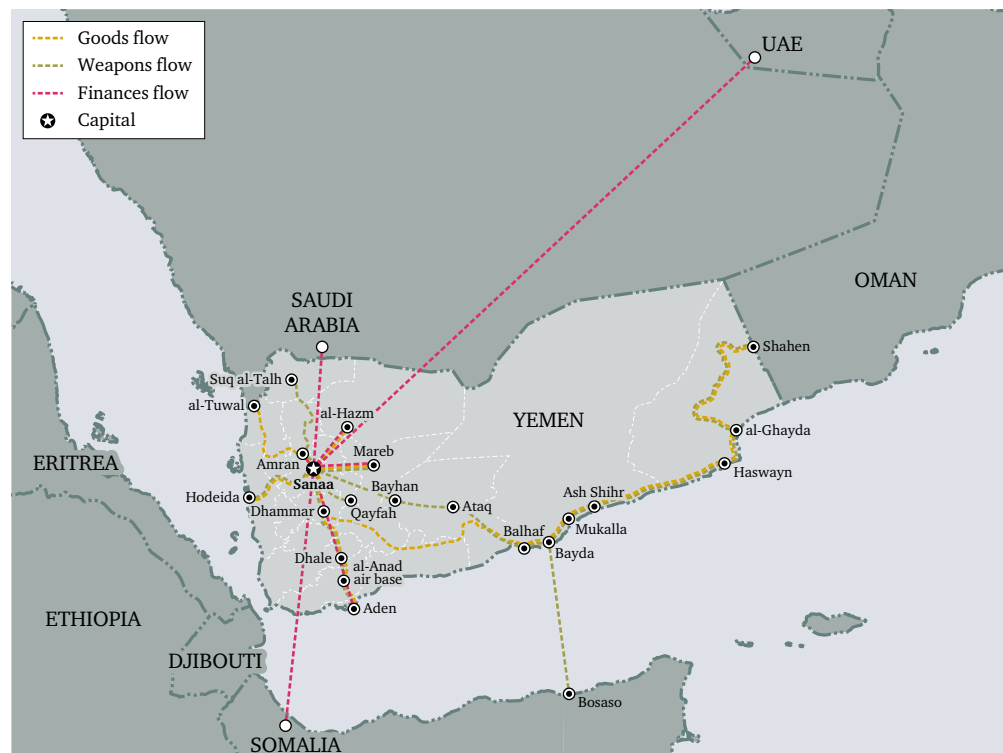 Goods flow
Weapons flow
Finances flow
Capital
UAE
OMAN
SAUDI
ARABIA
Shahen
Suq al-Talh
al-Tuwal
al-Hazm
YEMEN
al-Ghayda
Mareb
Amran
ERITREA
Sanaa
Haswayn
Bayhan
Hodeida
Ash Shihr
Dhammar
Qayfah
Ataq
Mukalla
Balhaf
Bayda
Dhale
al-Anad
air base
Aden
ETHIOPIA
DJIBOUTI
Bosaso
SOMALIA